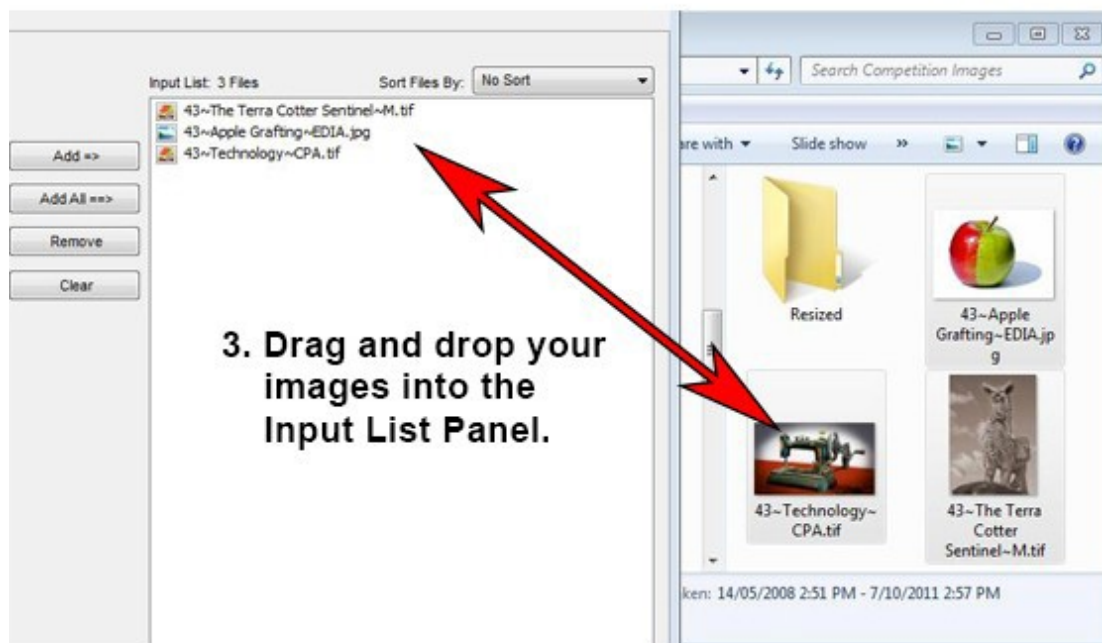 Input List: 3 Files
Sort Files By:
No Sort
43~The Terra Cotter Sentinel~M.tif
43~Apple Grafting~EDIA.jpg
43~Technology~CPA.tif
Add =>
Add All ==>
Remove
Clear
3. Drag and drop your
images into the
Input List Panel.
Search Competition Images
are with
Slide show
»
Resized
43~Apple
Grafting~EDIA.jp
g
43~Technology~
CPA.tif
43~The Terra
Cotter
Sentinel~M.tif
ken: 14/05/2008 2:51 PM - 7/10/2011 2:57 PM